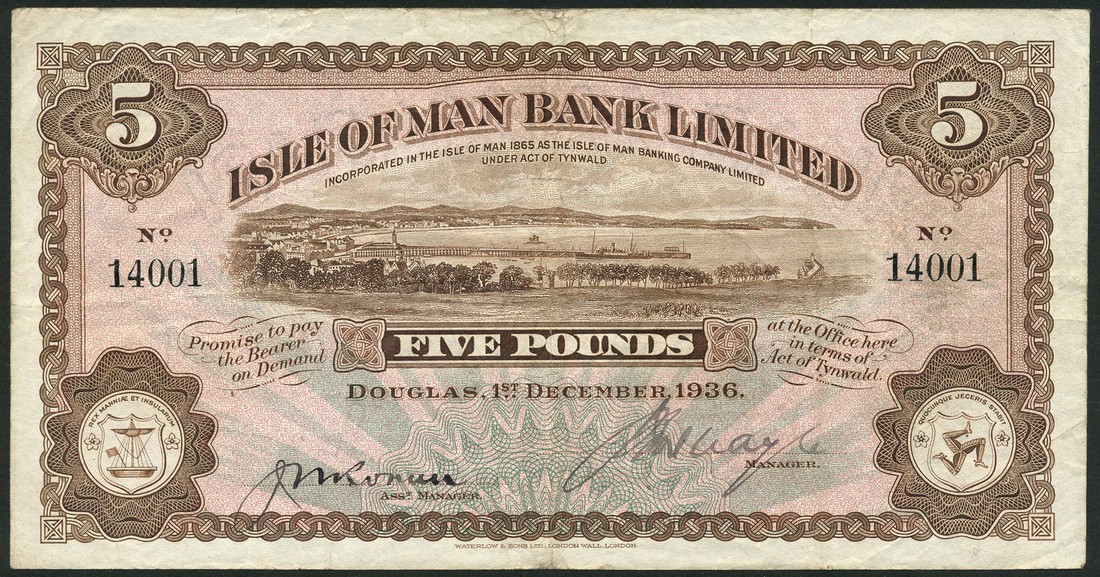 5 5
ISLE OF MAN BANK LIMITED
INCORPORATED IN THE ISLE OF MAN 1865 AS THE ISLE OF MAN BANKING COMPANY LIMITED
UNDER ACT OF TYNWALD
No. No.
14001 14001
Promise to pay
the Bearer
on Demand
FIVE POUNDS
at the Office here
in terms of
Act of Tynwald.
DOUGLAS, 1ST DECEMBER, 1936.
REX MANNIÆ ET INSULARUM
QUOCUNQUE JECERIS STABIT
MANAGER.
ASST MANAGER.
WATERLOW & SONS LTD., LONDON WALL, LONDON.